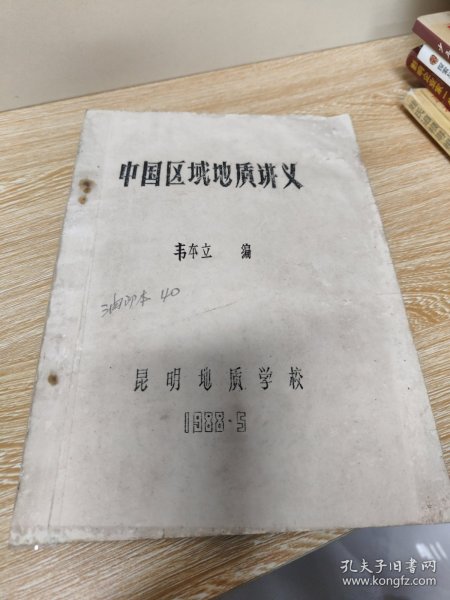 中国区域地质讲义
韦本立 编
油印本 40
昆明地质学校
1988·5
孔夫子旧书网
www.kongfz.com